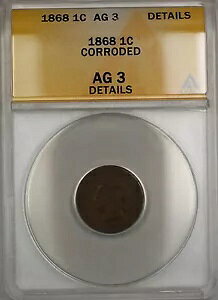 1868 1C AG 3 DETAILS
1868 1C
CORRODED
AG 3
DETAILS